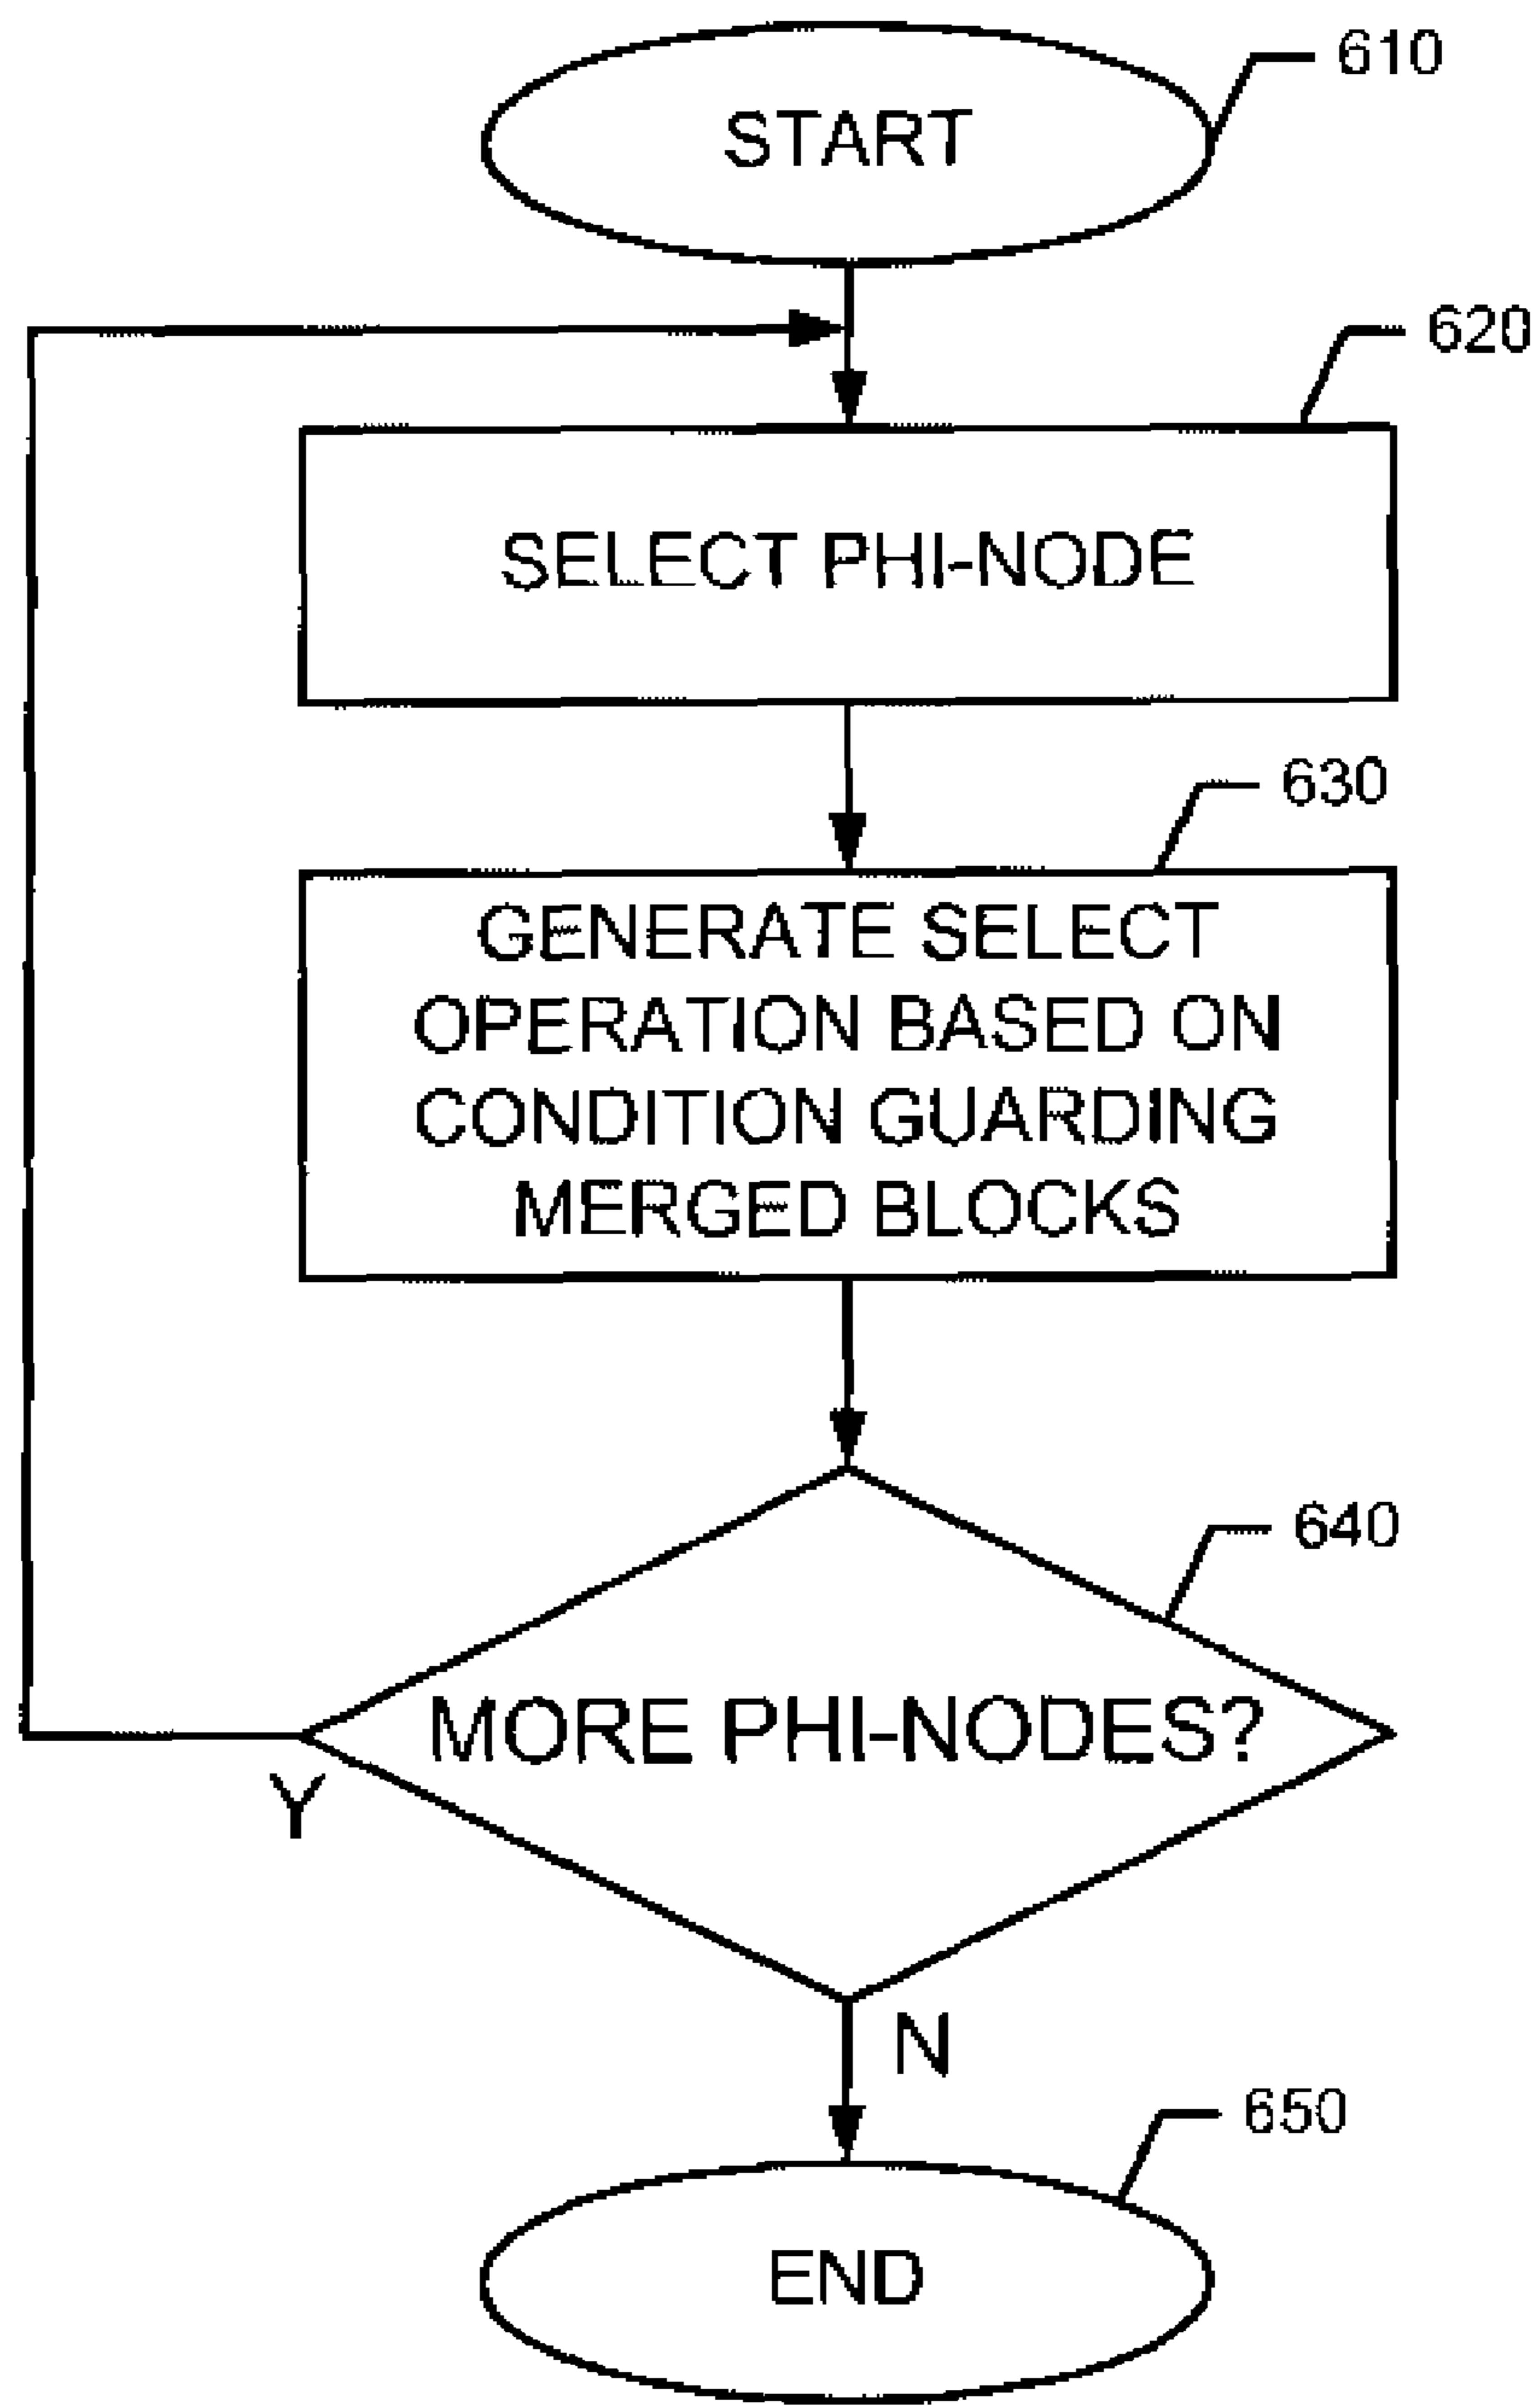 610
START
620
SELECT PHI-NODE
630
GENERATE SELECT
OPERATION BASED ON
CONDITION GUARDING
MERGED BLOCKS
640
MORE PHI-NODES?
Y
N
650
END